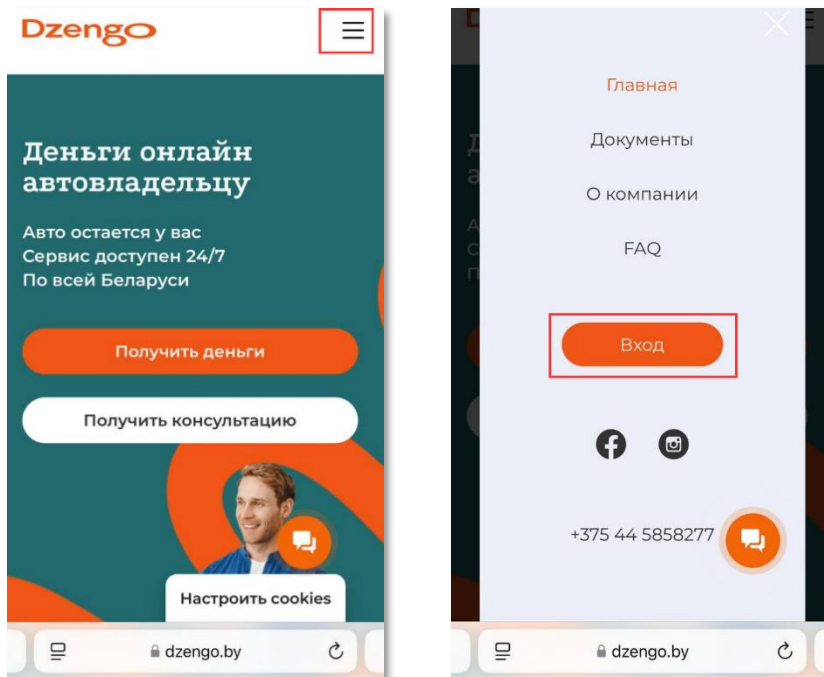 Dzengo
Деньги онлайн
автовладельцу
Авто остается у вас
Сервис доступен 24/7
По всей Беларуси
Получить деньги
Получить консультацию
Настроить cookies
dzengo.by
Главная
Документы
О компании
FAQ
Вход
+375 44 5858277
dzengo.by